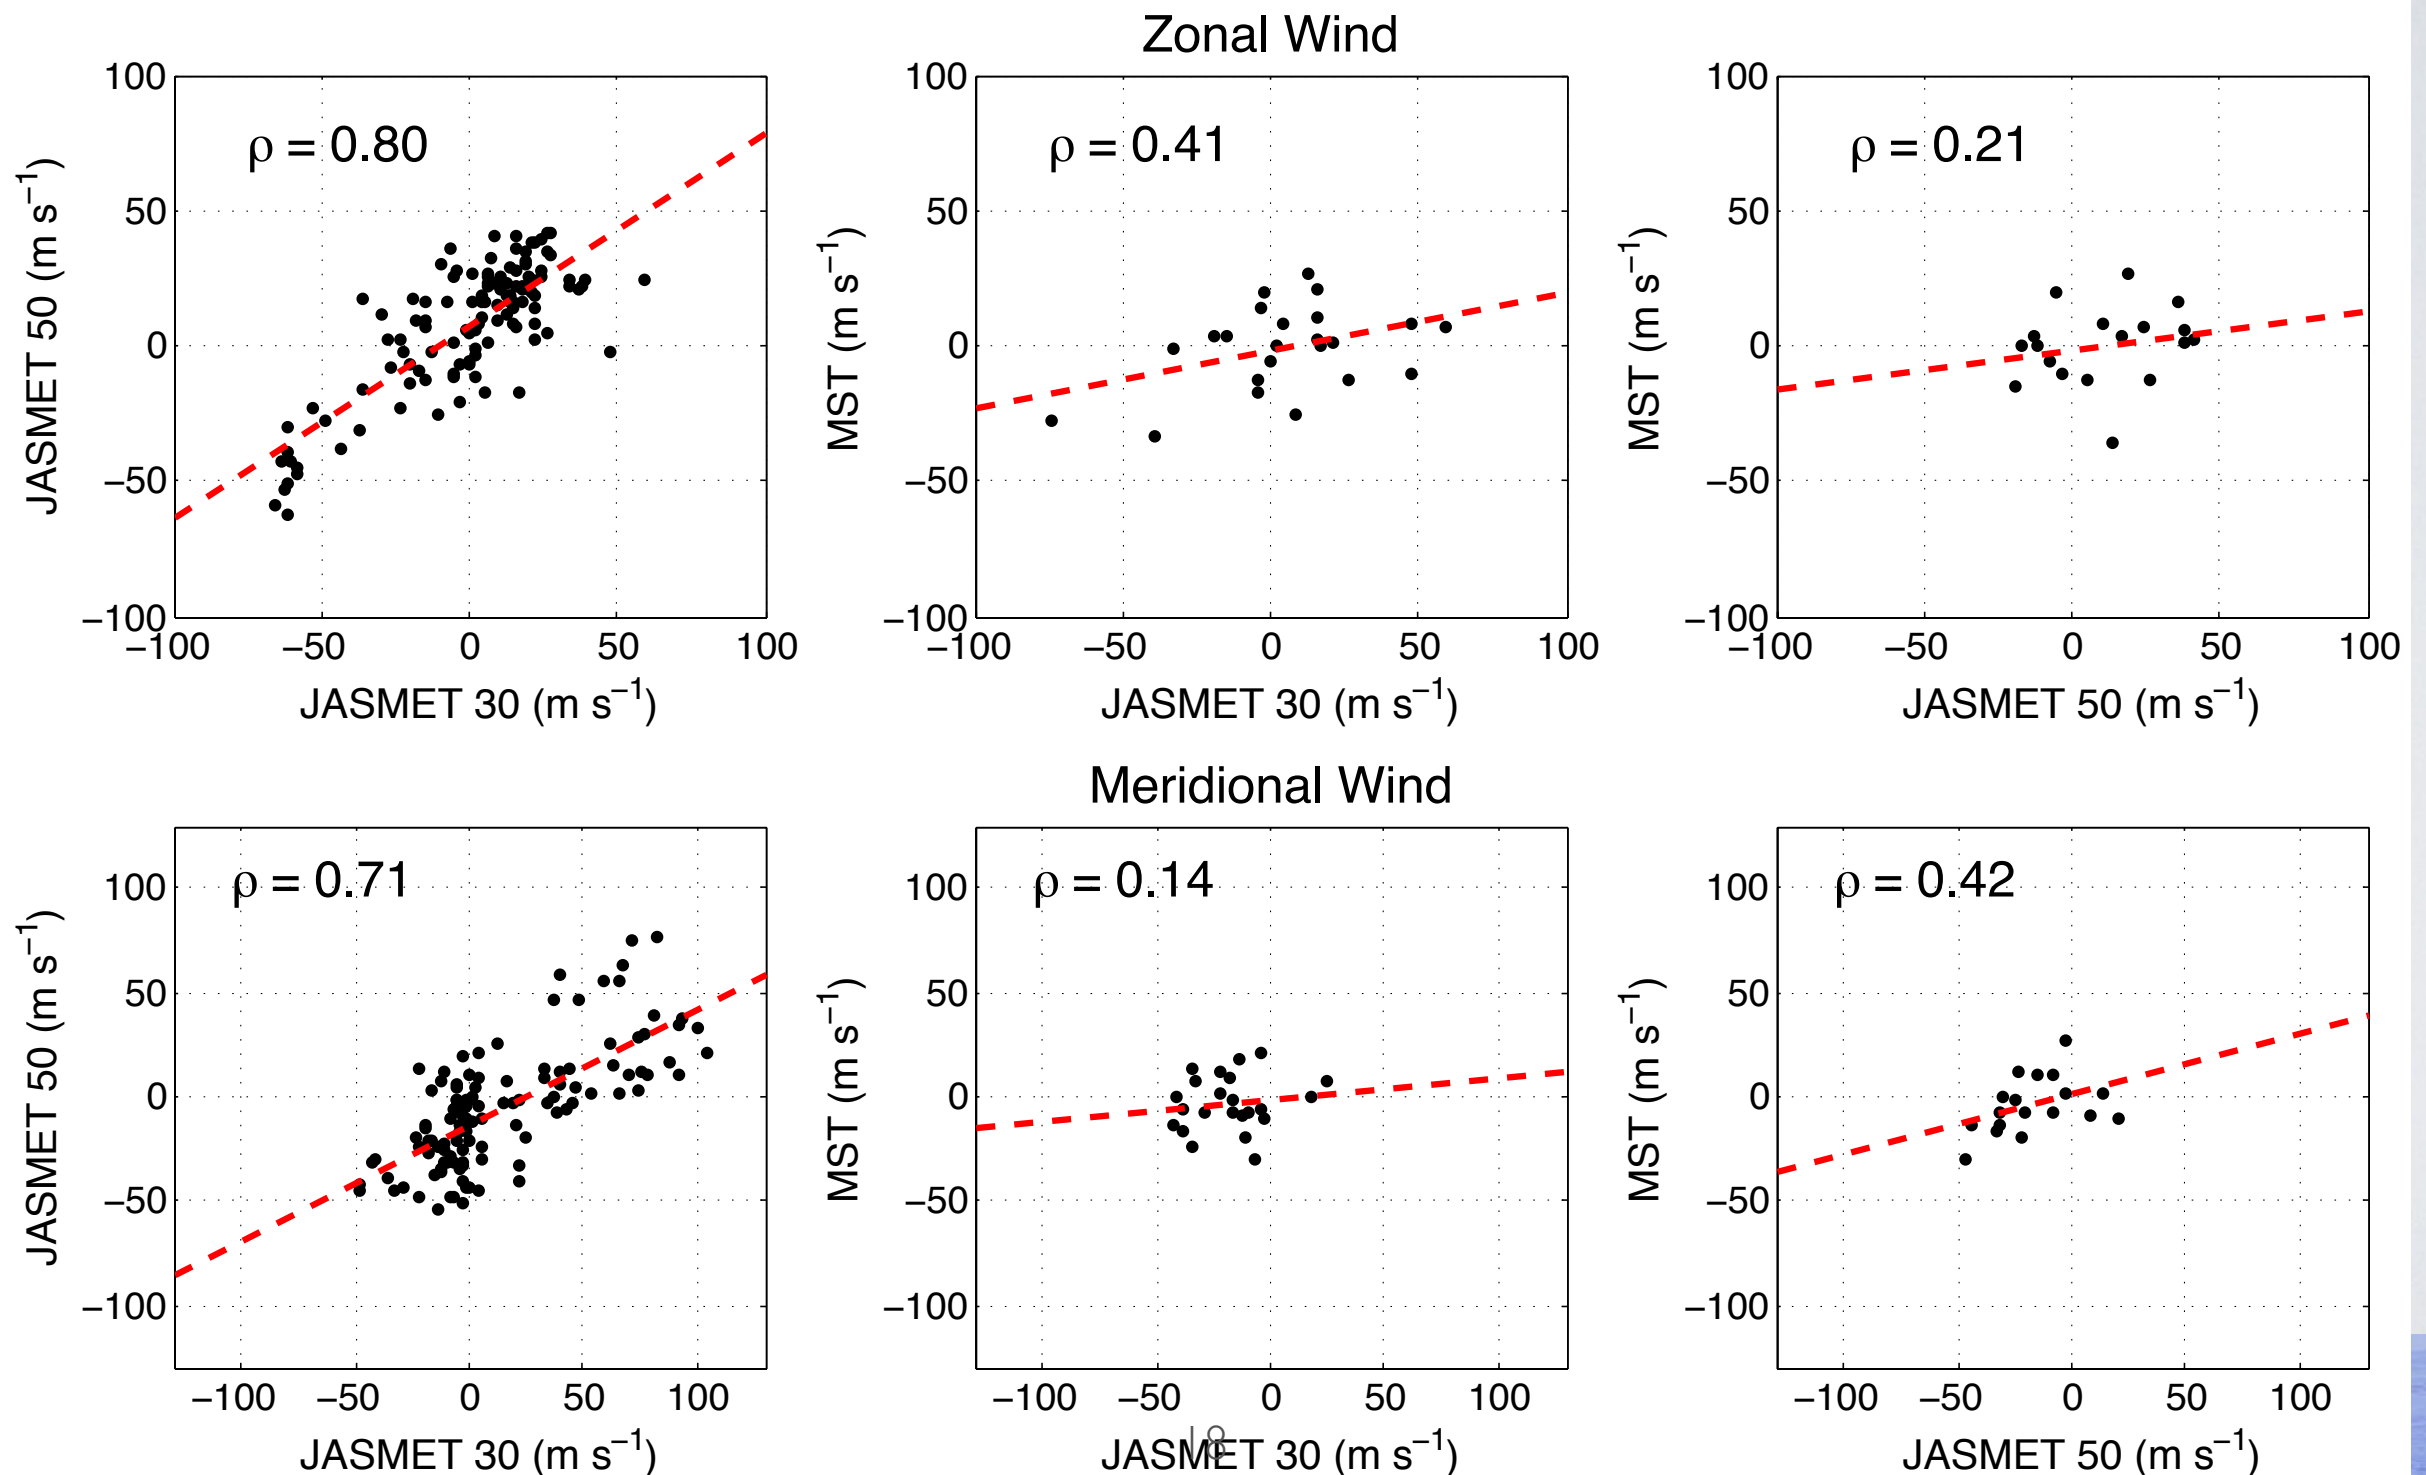 Zonal Wind
100
50
0
−50
−100
JASMET 50 (m s−1)
ρ = 0.80
−100 −50 0 50 100
JASMET 30 (m s−1)
100
50
0
−50
−100
MST (m s−1)
ρ = 0.41
−100 −50 0 50 100
JASMET 30 (m s−1)
100
50
0
−50
−100
MST (m s−1)
ρ = 0.21
−100 −50 0 50 100
JASMET 50 (m s−1)
Meridional Wind
100
50
0
−50
−100
JASMET 50 (m s−1)
ρ = 0.71
−100 −50 0 50 100
JASMET 30 (m s−1)
100
50
0
−50
−100
MST (m s−1)
ρ = 0.14
−100 −50 0 50 100
JASMET 30 (m s−1)
100
50
0
−50
−100
MST (m s−1)
ρ = 0.42
−100 −50 0 50 100
JASMET 50 (m s−1)
18